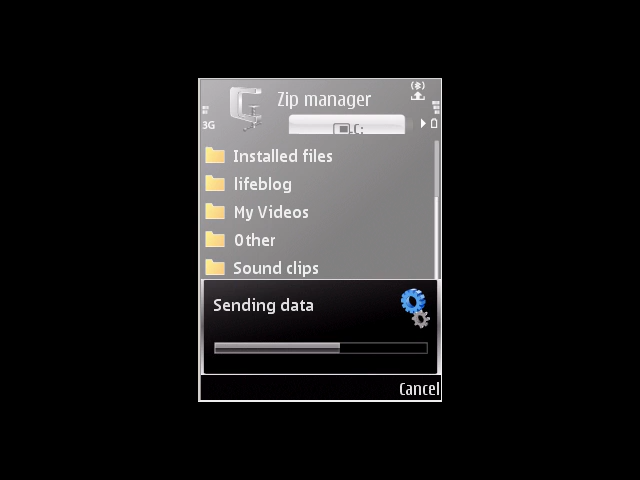 Zip manager
3G
C:
Installed files
lifeblog
My Videos
Other
Sound clips
Sending data
Cancel